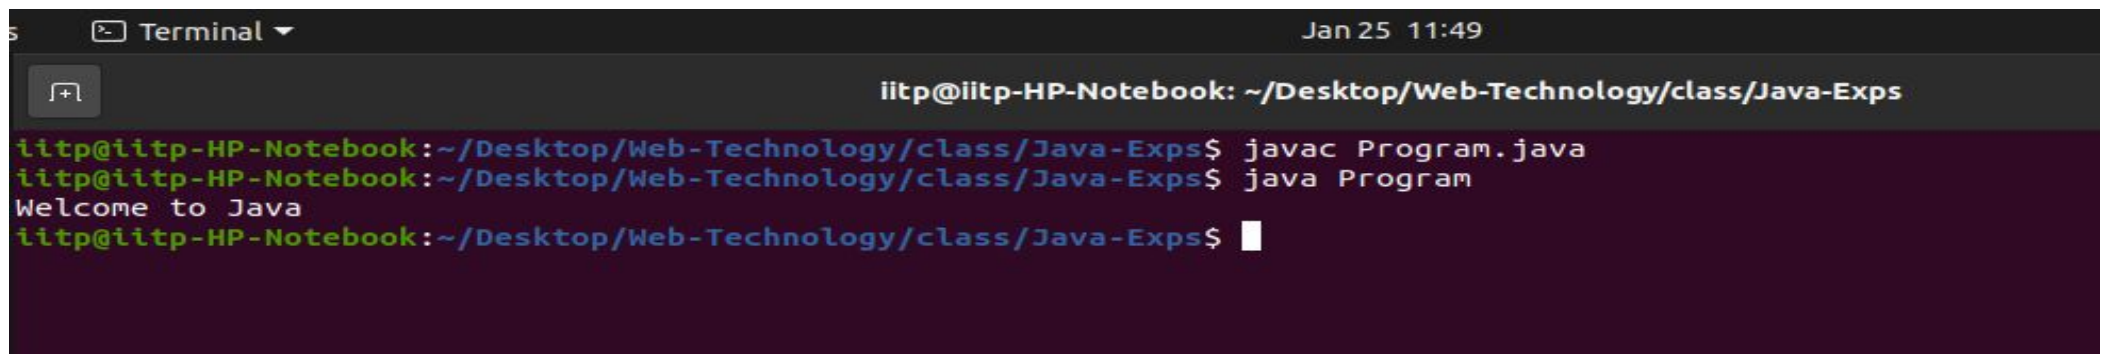 s Terminal Jan 25 11:49
iitp@iitp-HP-Notebook: ~/Desktop/Web-Technology/class/Java-Exps
iitp@iitp-HP-Notebook:~/Desktop/Web-Technology/class/Java-Exps$ javac Program.java
iitp@iitp-HP-Notebook:~/Desktop/Web-Technology/class/Java-Exps$ java Program
Welcome to Java
iitp@iitp-HP-Notebook:~/Desktop/Web-Technology/class/Java-Exps$